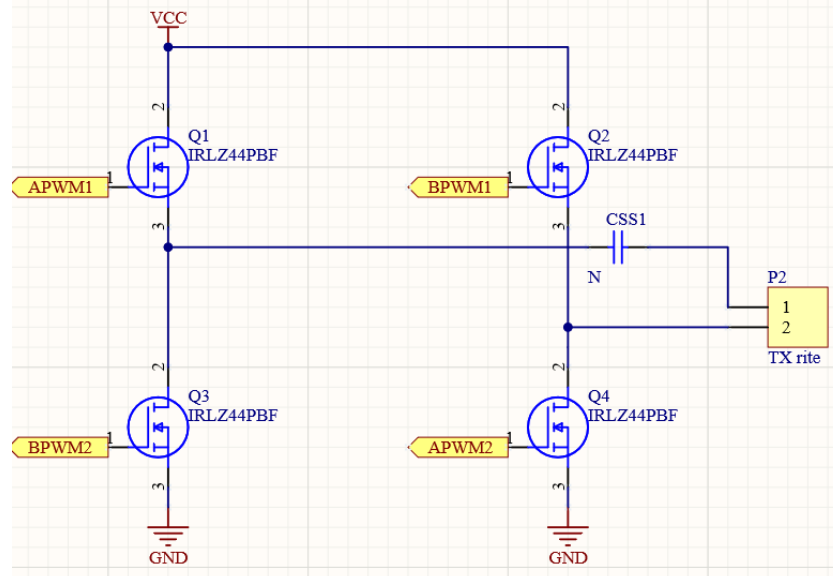 VCC
2
Q1
IRLZ44PBF
APWM1
1
3
2
Q2
IRLZ44PBF
BPWM1
1
3
CSS1
N
P2
1
2
TX rite
2
Q3
IRLZ44PBF
BPWM2
1
3
GND
2
Q4
IRLZ44PBF
APWM2
1
3
GND